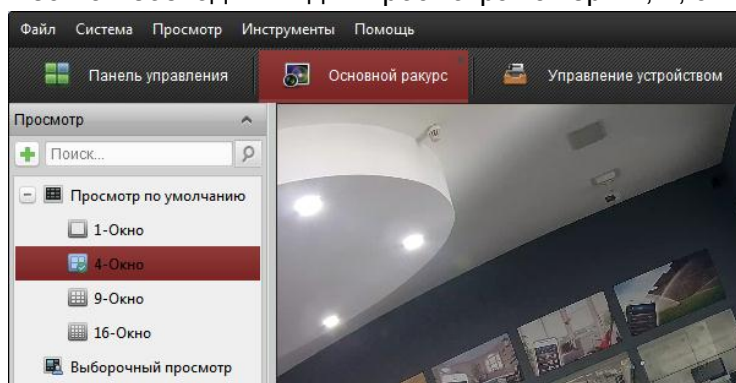 Файл Система Просмотр Инструменты Помощь
Панель управления Основной ракурс Управление устройством
Просмотр
Поиск...
Просмотр по умолчанию
1-Окно
4-Окно
9-Окно
16-Окно
Выборочный просмотр